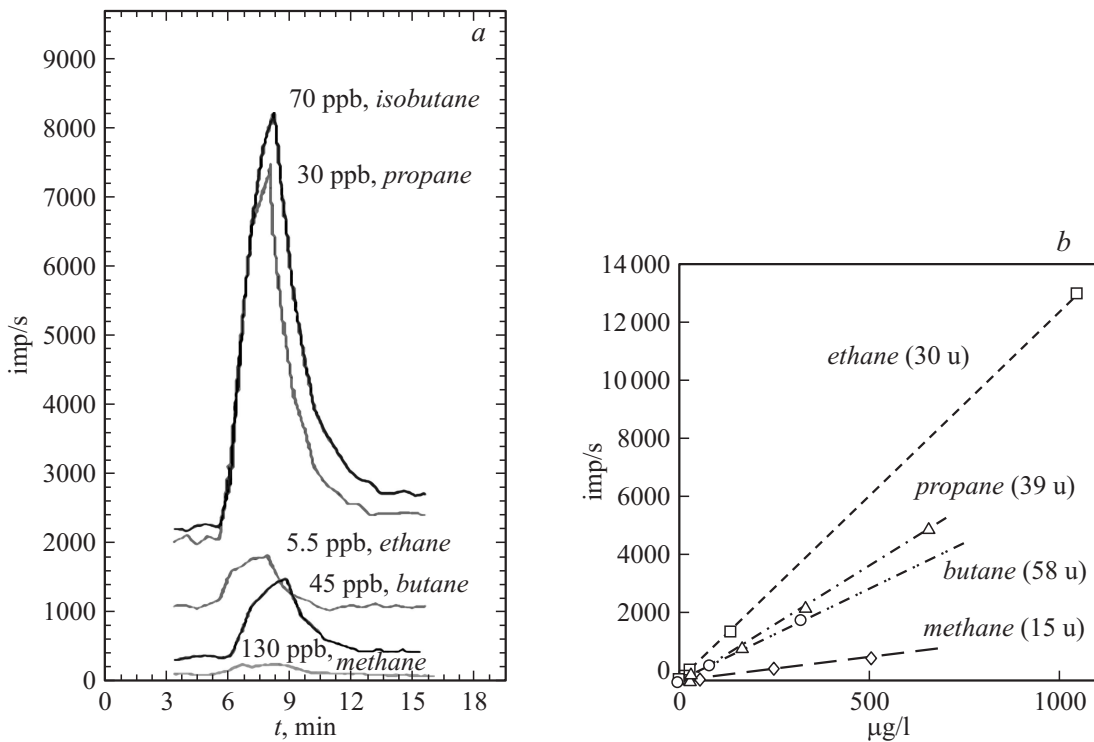 a
9000
70 ppb, isobutane
8000
30 ppb, propane
7000
6000
5000
imp/s
4000
3000
2000
5.5 ppb, ethane
45 ppb, butane
1000
130 ppb,
methane
0
0 3 6 9 12 15 18
t, min
b
14 000
12 000
ethane (30 u)
10 000
8000
imp/s
propane (39 u)
6000
4000
butane (58 u)
2000
methane (15 u)
0
0 500 1000
μg/l